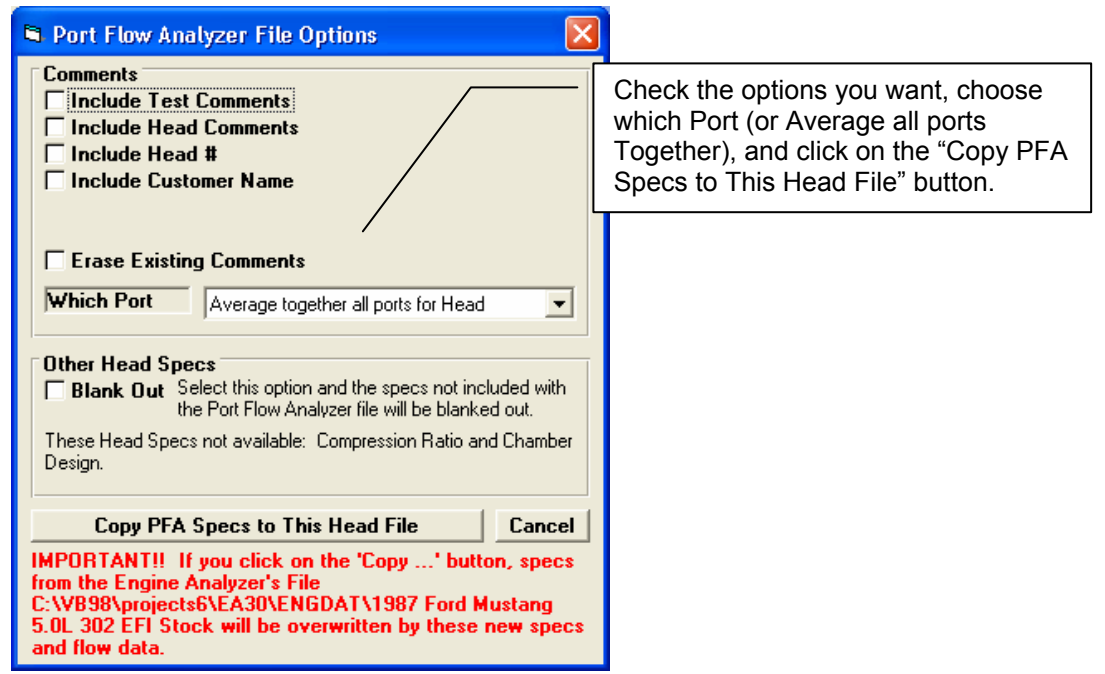 Port Flow Analyzer File Options
Comments
Include Test Comments
Include Head Comments
Include Head #
Include Customer Name
Erase Existing Comments
Which Port
Average together all ports for Head
Other Head Specs
Blank Out
Select this option and the specs not included with
the Port Flow Analyzer file will be blanked out.
These Head Specs not available:  Compression Ratio and Chamber
Design.
Copy PFA Specs to This Head File
Cancel
IMPORTANT!!  If you click on the 'Copy ...' button, specs
from the Engine Analyzer's File
C:\VB98\projects6\EA30\ENGDAT\1987 Ford Mustang
5.0L 302 EFI Stock will be overwritten by these new specs
and flow data.
Check the options you want, choose
which Port (or Average all ports
Together), and click on the “Copy PFA
Specs to This Head File” button.